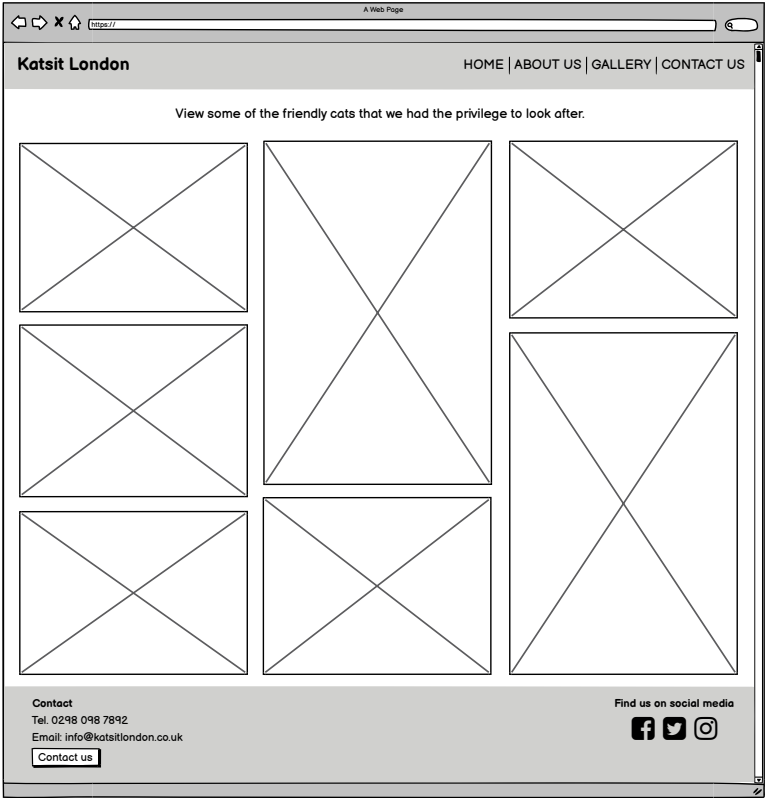 A Web Page
https://
Katsit London
HOME | ABOUT US | GALLERY | CONTACT US
View some of the friendly cats that we had the privilege to look after.
Contact
Find us on social media
Tel. 0298 098 7892
Email: info@katsitlondon.co.uk
Contact us